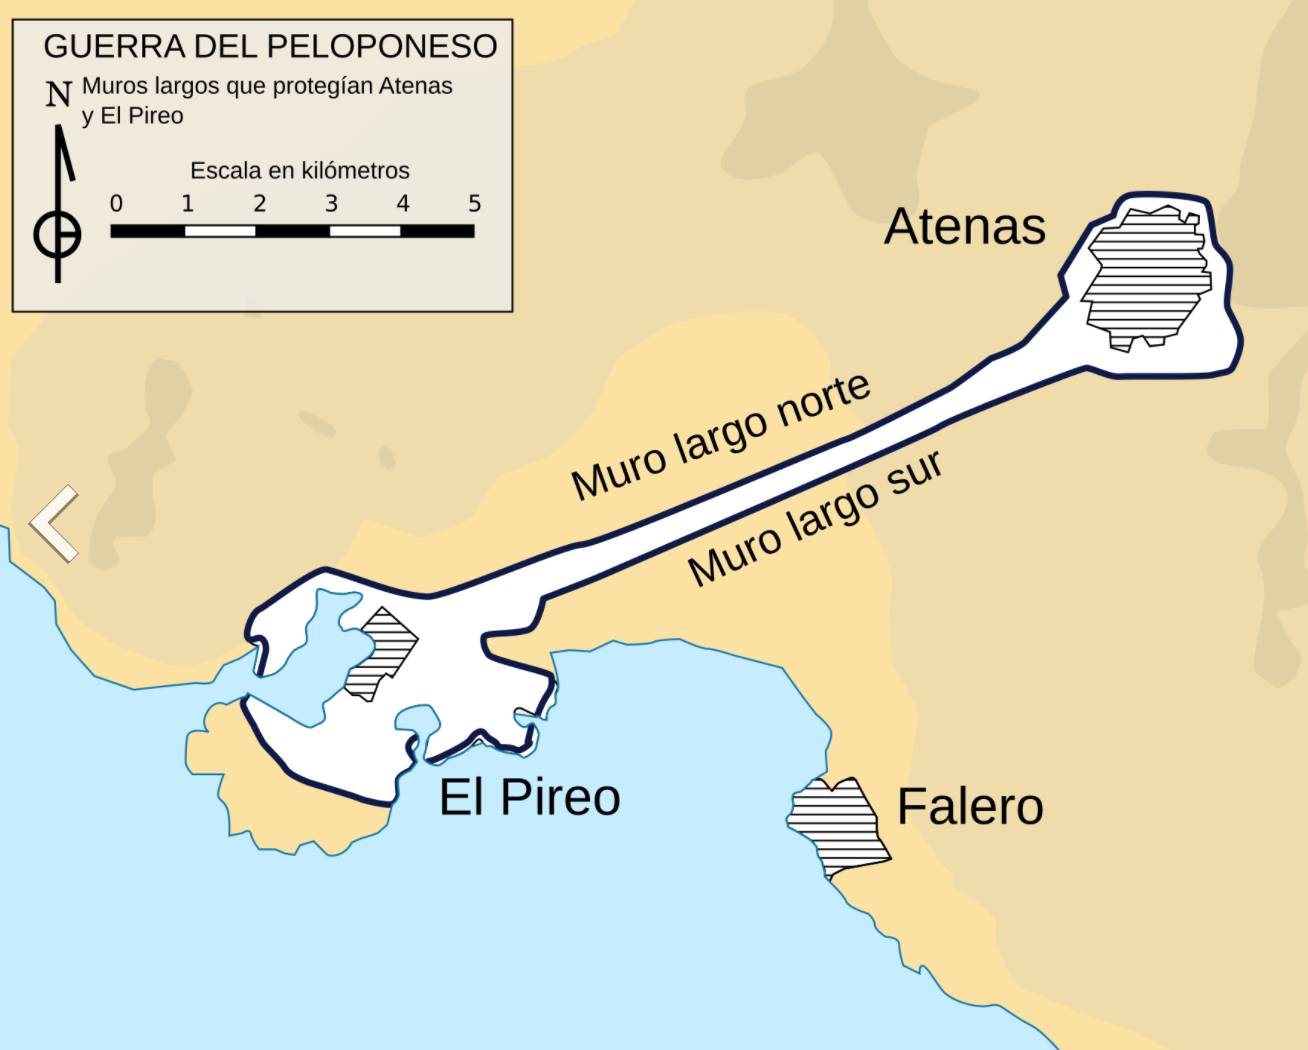 GUERRA DEL PELOPONESO
N
Muros largos que protegían Atenas
y El Pireo
Escala en kilómetros
0 1 2 3 4 5
Atenas
Muro largo norte
Muro largo sur
El Pireo
Falero